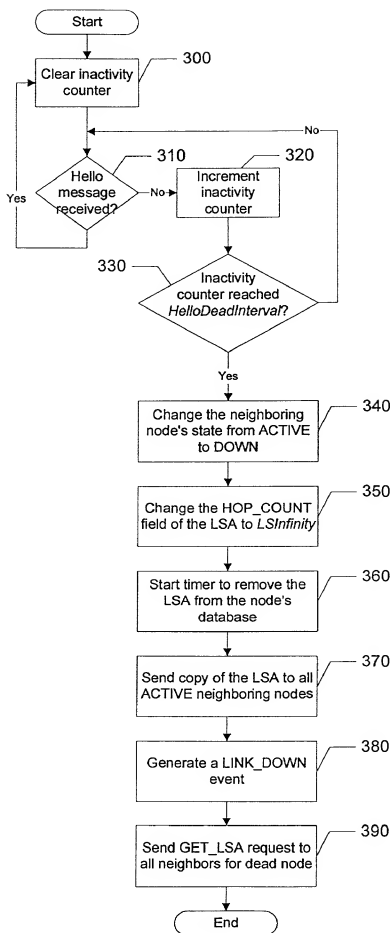 Start
Clear inactivity
counter
300
No
Hello
message
received?
310
Yes
No
320
Increment
inactivity
counter
330
Inactivity
counter reached
HelloDeadInterval?
Yes
Change the neighboring
node's state from ACTIVE
to DOWN
340
Change the HOP_COUNT
field of the LSA to LSInfinity
350
Start timer to remove the
LSA from the node's
database
360
Send copy of the LSA to all
ACTIVE neighboring nodes
370
Generate a LINK_DOWN
event
380
Send GET_LSA request to
all neighbors for dead node
390
End